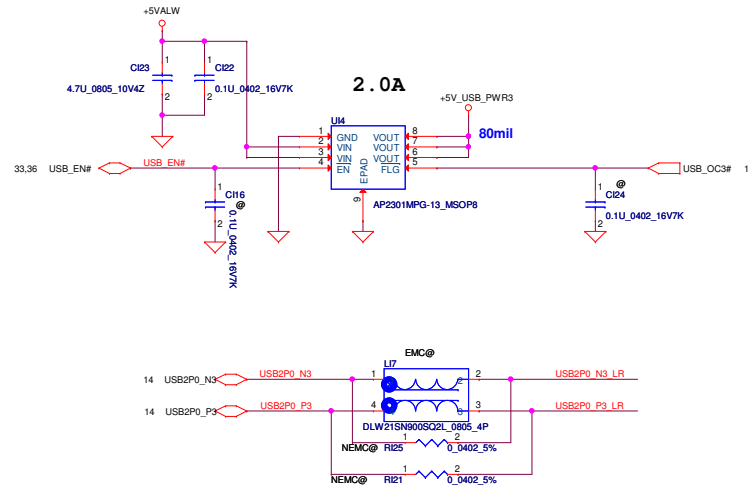 +5VALW
CI23
4.7U_0805_10V4Z
1
2
CI22
0.1U_0402_16V7K
1
2
2.0A
+5V_USB_PWR3
80mil
UI4
1 GND VOUT 8
2 VIN VOUT 7
3 VIN VOUT 6
4 EN FLG 5
EPAD
9
AP2301MPG-13_MSOP8
33,36 USB_EN# USB_EN#
1
CI16
@
2
0.1U_0402_16V7K
USB_OC3# 1
@
1
CI24
2
0.1U_0402_16V7K
EMC@
LI7
14 USB2P0_N3 USB2P0_N3 1 2 2 USB2P0_N3_LR
14 USB2P0_P3 USB2P0_P3 4 3 3 USB2P0_P3_LR
DLW21SN900SQ2L_0805_4P
NEMC@ 1 2
RI25 0_0402_5%
1 2
NEMC@ RI21 0_0402_5%